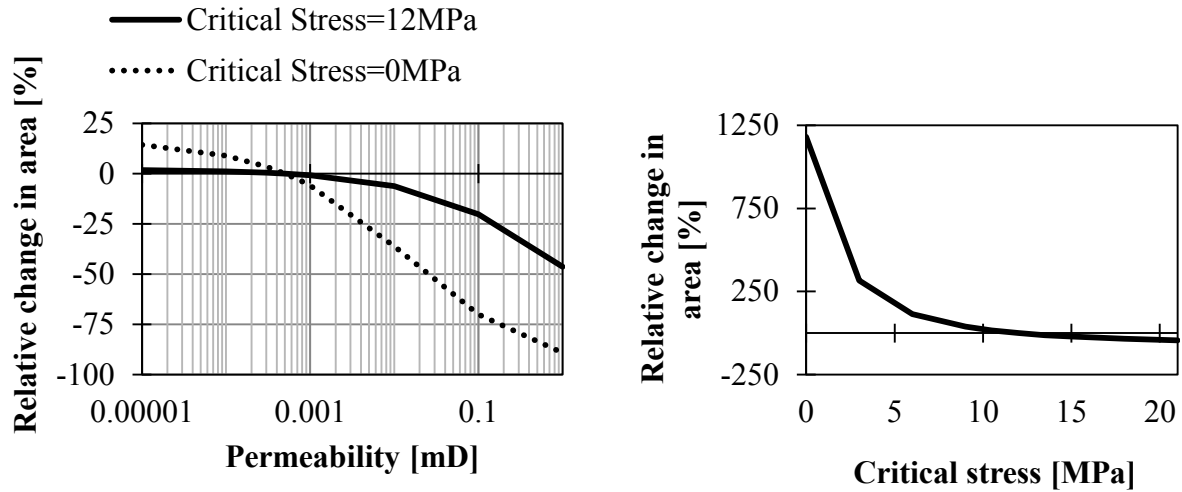 Critical Stress=12MPa
Critical Stress=0MPa
Relative change in area [%]
25
0
-25
-50
-75
-100
0.00001
0.001
0.1
Permeability [mD]
Relative change in
area [%]
1250
750
250
-250
0
5
10
15
20
Critical stress [MPa]